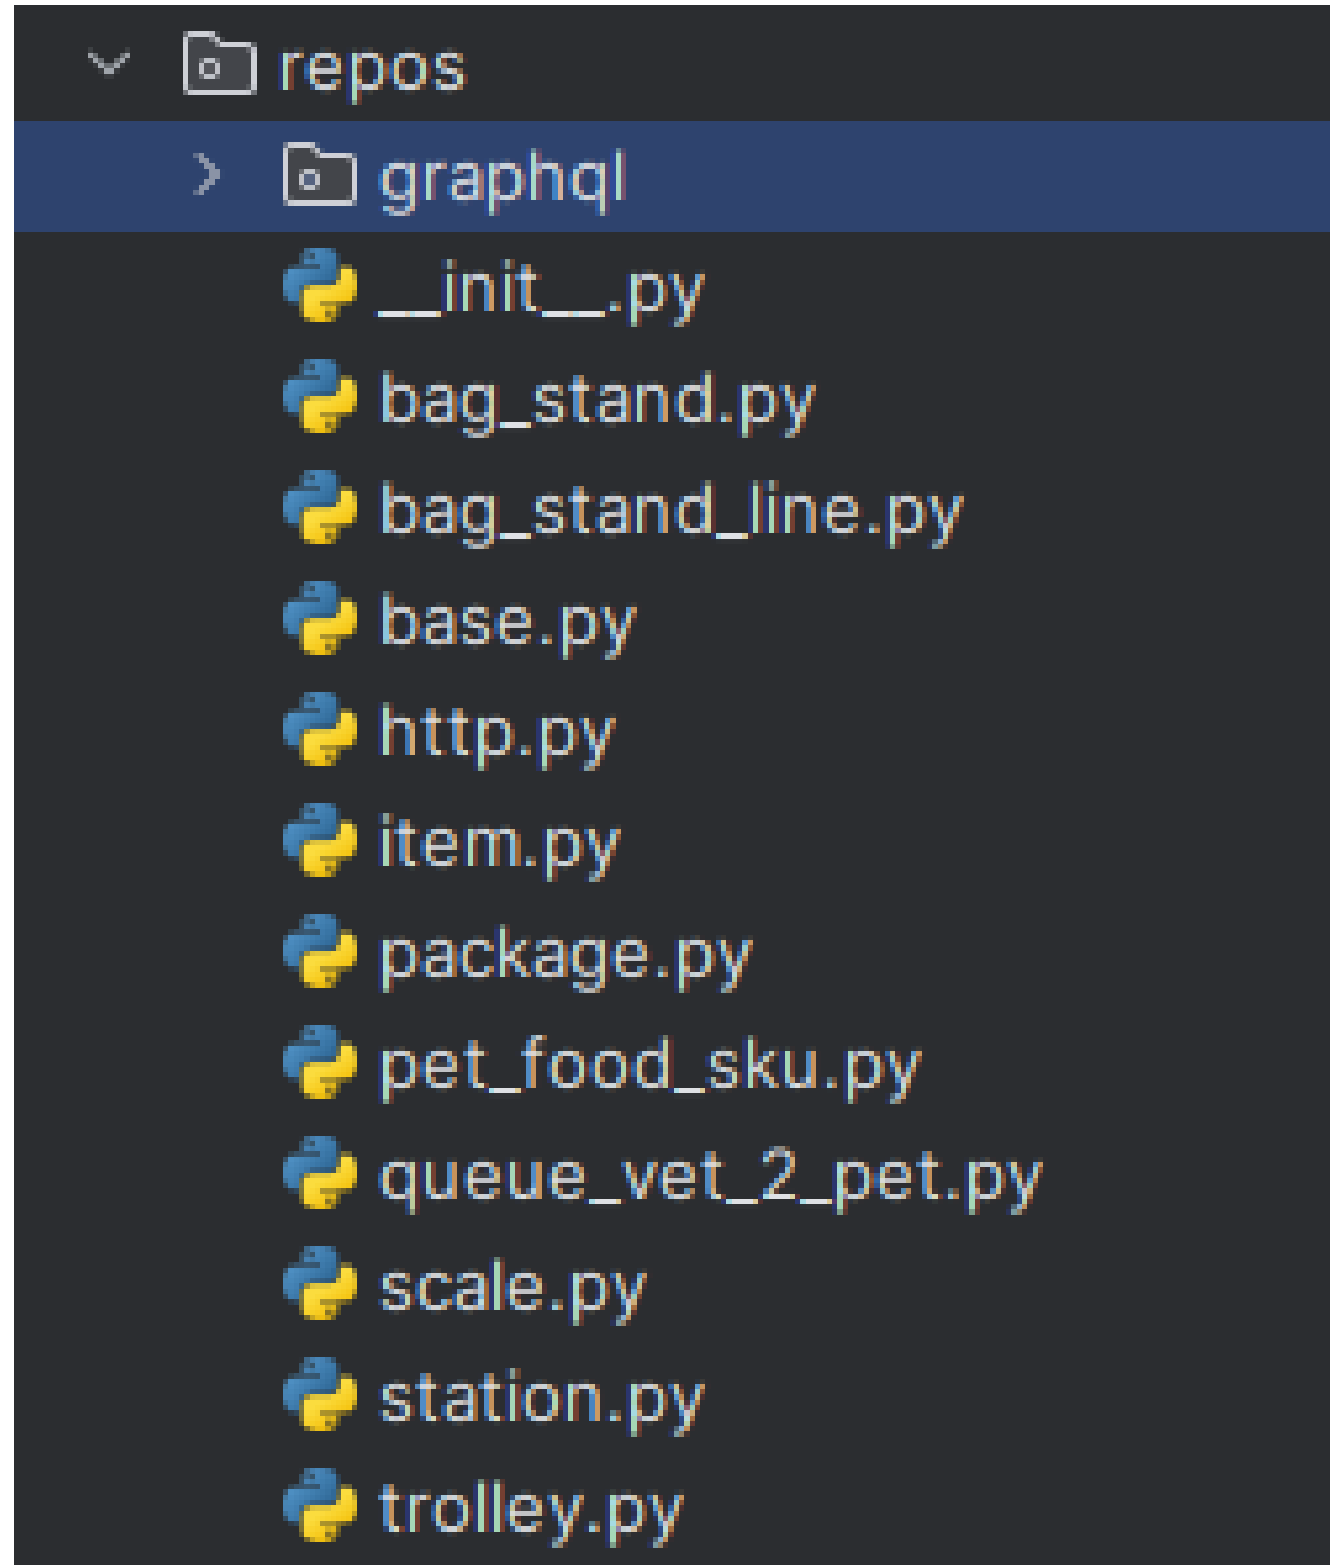 repos
graphql
__init__.py
bag_stand.py
bag_stand_line.py
base.py
http.py
item.py
package.py
pet_food_sku.py
queue_vet_2_pet.py
scale.py
station.py
trolley.py